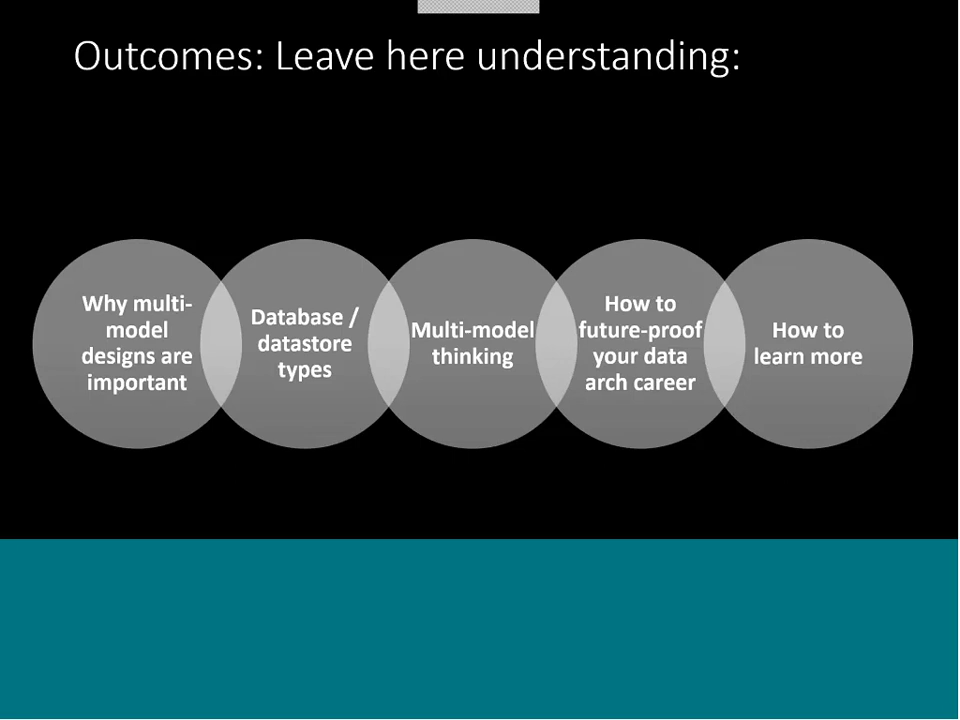 Outcomes: Leave here understanding:
Why multi-
model
designs are
important
Database /
datastore
types
Multi-model
thinking
How to
future-proof
your data
arch career
How to
learn more